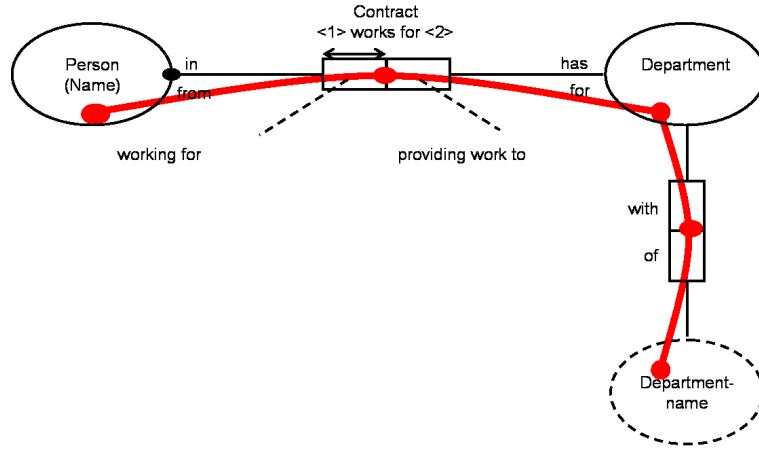 Contract
<1> works for <2>
Person
(Name)
in
from
has
for
Department
working for
providing work to
with
of
Department-
name